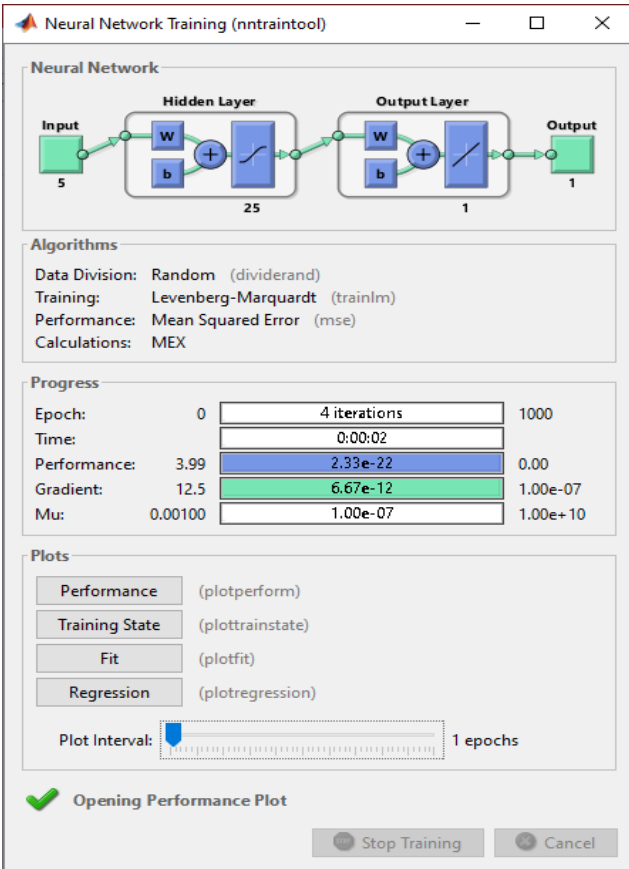 Neural Network Training (nntraintool)
Neural Network
Hidden Layer Output Layer
Input Output
W W
+ +
b b
5 1
25 1
Algorithms
Data Division: Random (dividerand)
Training: Levenberg-Marquardt (trainlm)
Performance: Mean Squared Error (mse)
Calculations: MEX
Progress
Epoch: 0 4 iterations 1000
Time: 0:00:02
Performance: 3.99 2.33e-22 0.00
Gradient: 12.5 6.67e-12 1.00e-07
Mu: 0.00100 1.00e-07 1.00e+10
Plots
Performance (plotperform)
Training State (plottrainstate)
Fit (plotfit)
Regression (plotregression)
Plot Interval: 1 epochs
Opening Performance Plot
Stop Training Cancel